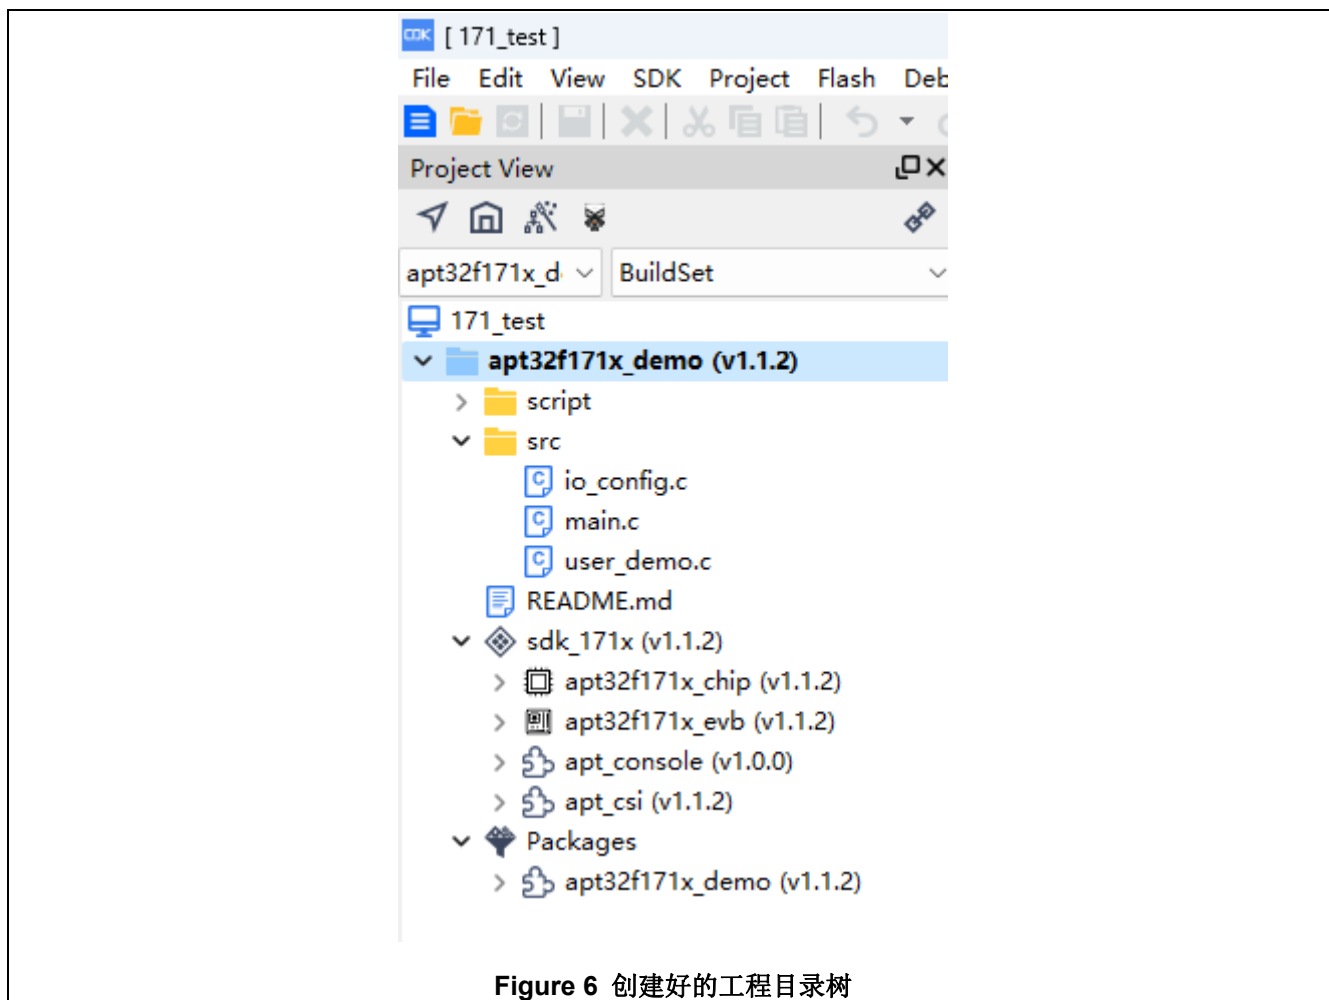 CDK [ 171_test ]
File Edit View SDK Project Flash Deb
Project View
apt32f171x_d BuildSet
171_test
apt32f171x_demo (v1.1.2)
script
src
io_config.c
main.c
user_demo.c
README.md
sdk_171x (v1.1.2)
apt32f171x_chip (v1.1.2)
apt32f171x_evb (v1.1.2)
apt_console (v1.0.0)
apt_csi (v1.1.2)
Packages
apt32f171x_demo (v1.1.2)
Figure 6 创建好的工程目录树